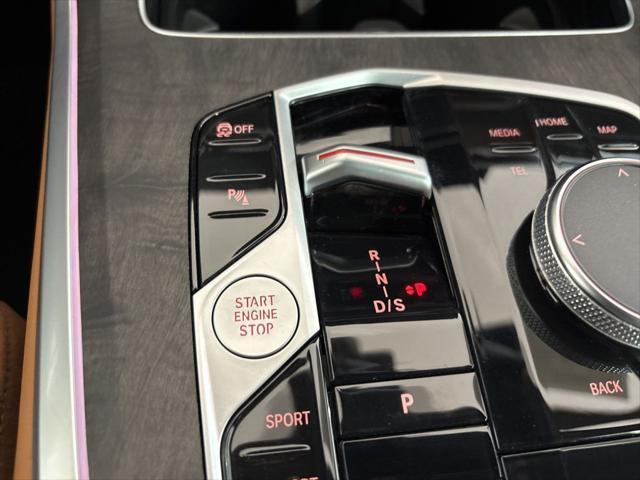 OFF
MEDIA
HOME
MAP
TEL
P
R
N
D/S
P
START
ENGINE
STOP
BACK
P
SPORT